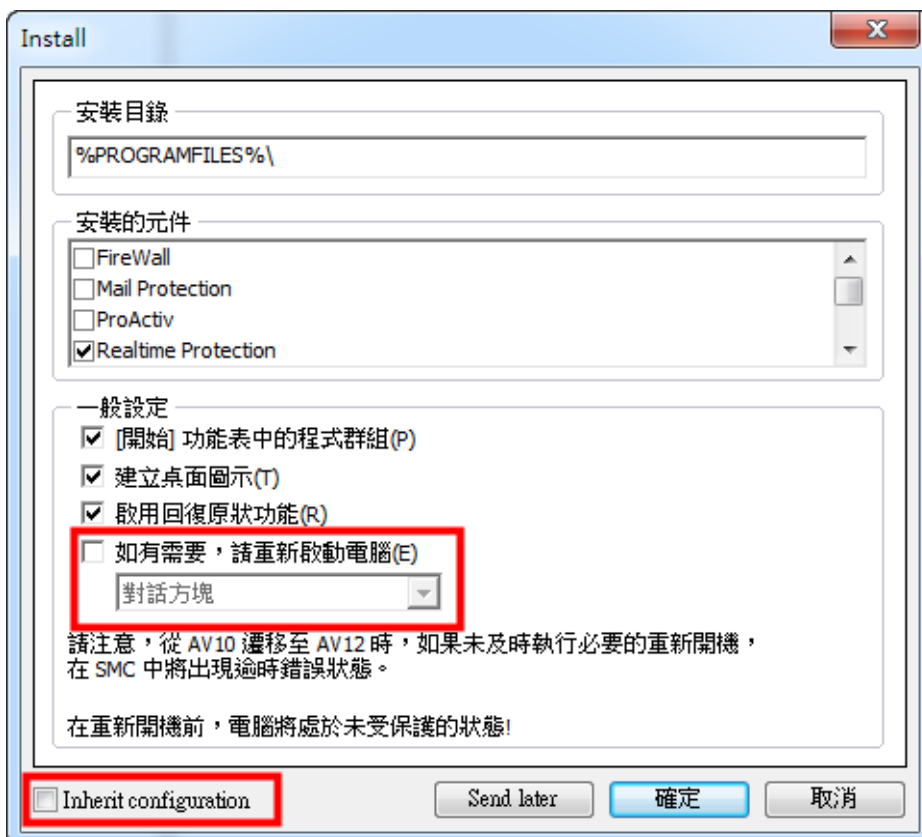 Install
安裝目錄
%PROGRAMFILES%\
安裝的元件
FireWall
Mail Protection
ProActiv
Realtime Protection
一般設定
[開始] 功能表中的程式群組(P)
建立桌面圖示(T)
啟用回復原狀功能(R)
如有需要，請重新啟動電腦(E)
對話方塊
請注意，從 AV10 遷移至 AV12 時，如果未及時執行必要的重新開機，
在 SMC 中將出現逾時錯誤狀態。
在重新開機前，電腦將處於未受保護的狀態!
Inherit configuration
Send later
確定
取消